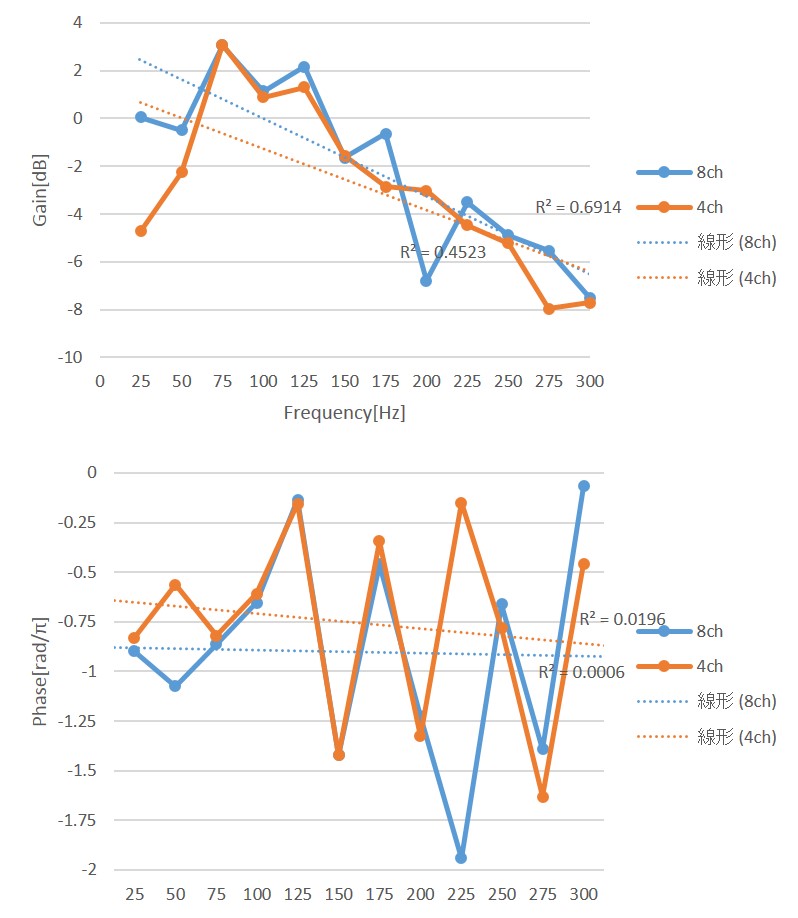 4
2
0
-2
-4
-6
-8
-10
Gain[dB]
R² = 0.6914
R² = 0.4523
0 25 50 75 100 125 150 175 200 225 250 275 300
Frequency[Hz]
8ch
4ch
線形 (8ch)
線形 (4ch)
0
-0.25
-0.5
-0.75
-1
-1.25
-1.5
-1.75
-2
Phase[rad/π]
R² = 0.0196
R² = 0.0006
25 50 75 100 125 150 175 200 225 250 275 300
8ch
4ch
線形 (8ch)
線形 (4ch)